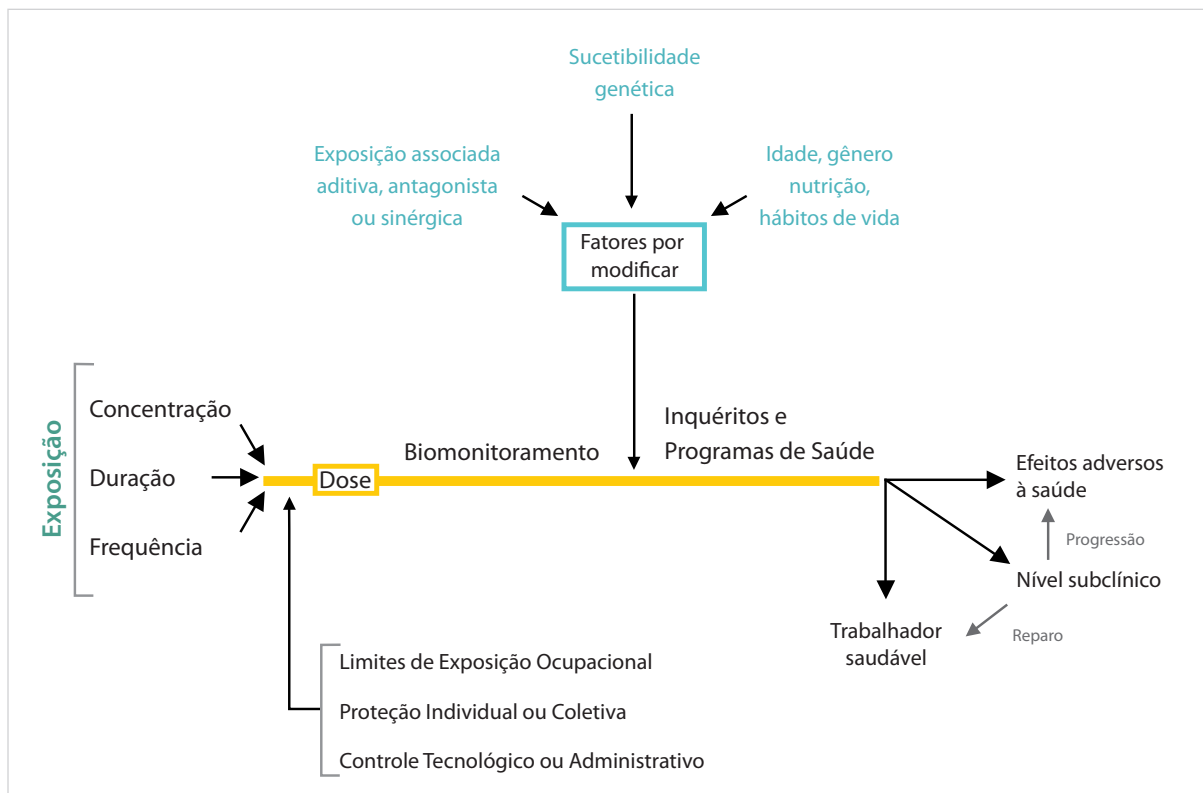 Sucetibilidade
genética
Exposição associada
aditiva, antagonista
ou sinérgica
Idade, gênero
nutrição,
hábitos de vida
Fatores por
modificar
Exposição
Concentração
Duração
Frequência
Dose
Biomonitoramento
Inquéritos e
Programas de Saúde
Efeitos adversos
à saúde
Progressão
Nível subclínico
Reparo
Trabalhador
saudável
Limites de Exposição Ocupacional
Proteção Individual ou Coletiva
Controle Tecnológico ou Administrativo